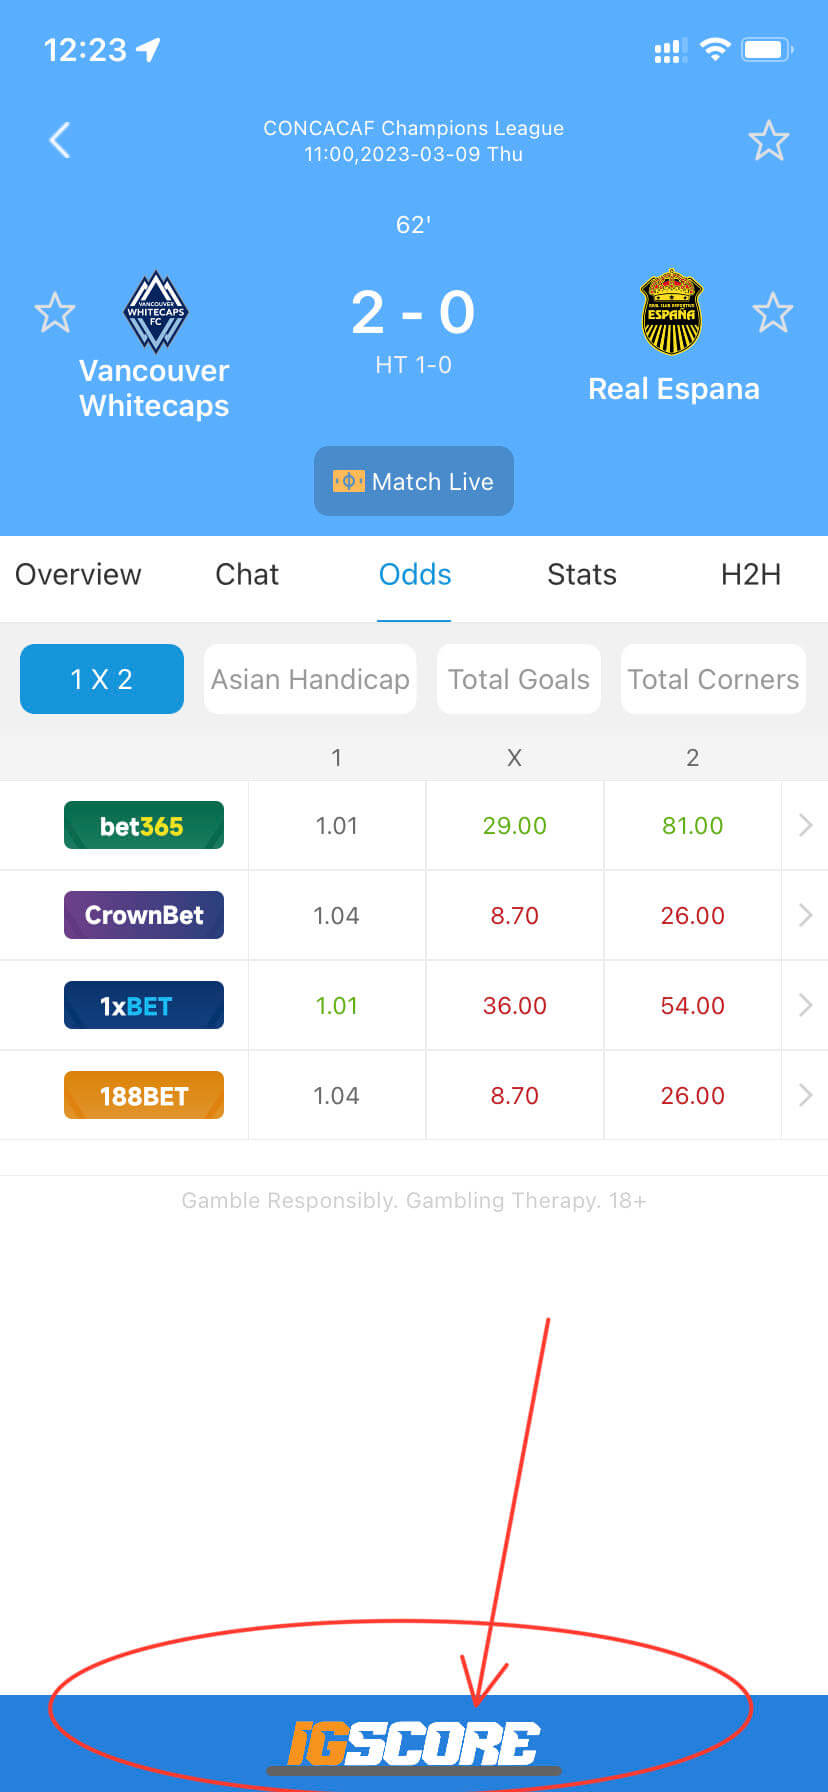 12:23
CONCACAF Champions League
11:00,2023-03-09 Thu
62'
2 - 0
HT 1-0
VANCOUVER
WHITECAPS
FC
REAL CLUB DEPORTIVO
ESPAÑA
Vancouver
Whitecaps
Real Espana
Match Live
Overview Chat Odds Stats H2H
1 X 2 Asian Handicap Total Goals Total Corners
1 X 2
bet365 1.01 29.00 81.00
CrownBet 1.04 8.70 26.00
1xBET 1.01 36.00 54.00
188BET 1.04 8.70 26.00
Gamble Responsibly. Gambling Therapy. 18+
IGSCORE